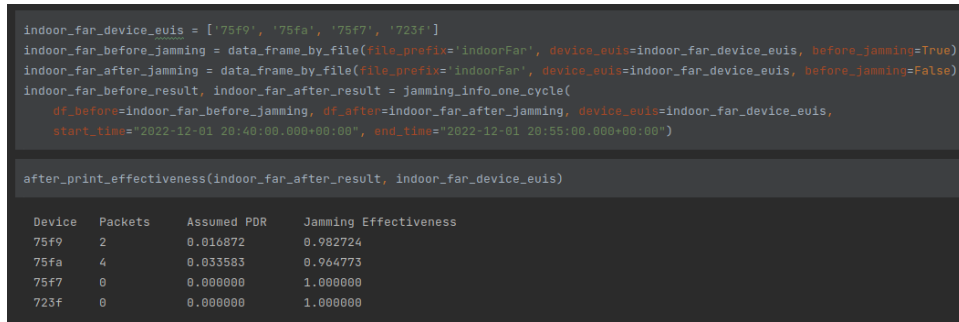 indoor_far_device_euis = ['75f9', '75fa', '75f7', '723f']
indoor_far_before_jamming = data_frame_by_file(file_prefix='indoorFar', device_euis=indoor_far_device_euis, before_jamming=True)
indoor_far_after_jamming = data_frame_by_file(file_prefix='indoorFar', device_euis=indoor_far_device_euis, before_jamming=False)
indoor_far_before_result, indoor_far_after_result = jamming_info_one_cycle(
    df_before=indoor_far_before_jamming, df_after=indoor_far_after_jamming, device_euis=indoor_far_device_euis,
    start_time="2022-12-01 20:40:00.000+00:00", end_time="2022-12-01 20:55:00.000+00:00")
after_print_effectiveness(indoor_far_after_result, indoor_far_device_euis)
Device Packets Assumed PDR Jamming Effectiveness
75f9 2 0.016872 0.982724
75fa 4 0.033583 0.964773
75f7 0 0.000000 1.000000
723f 0 0.000000 1.000000